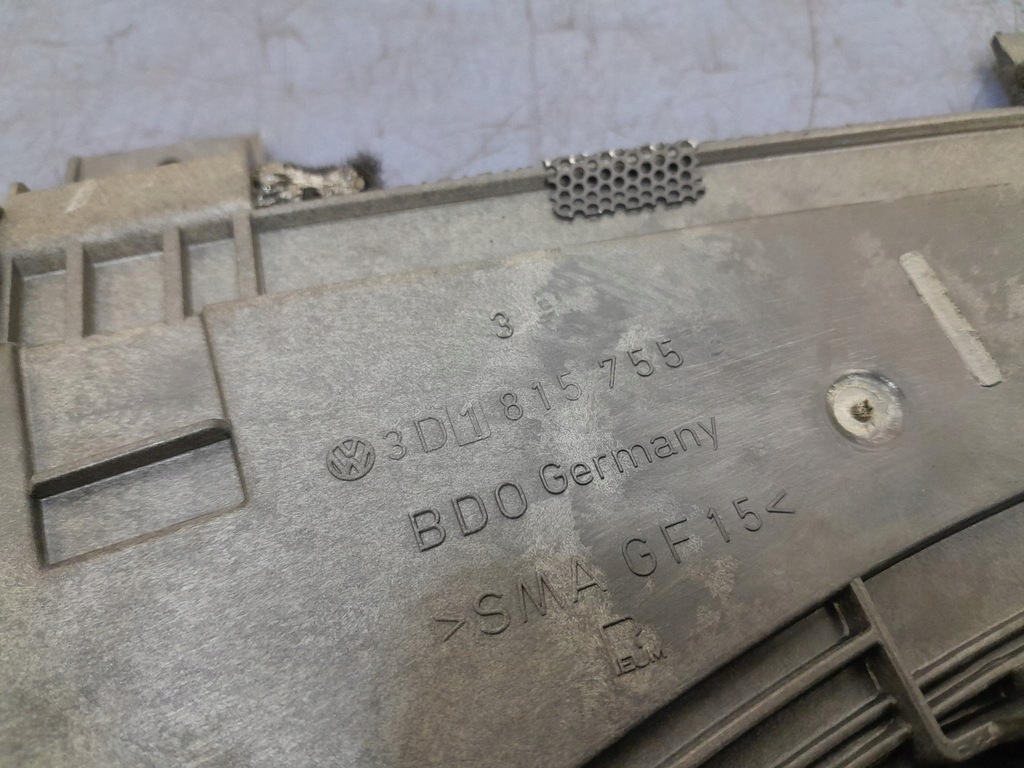 3
3D1 815 755
BDO Germany
>SMA GF15<